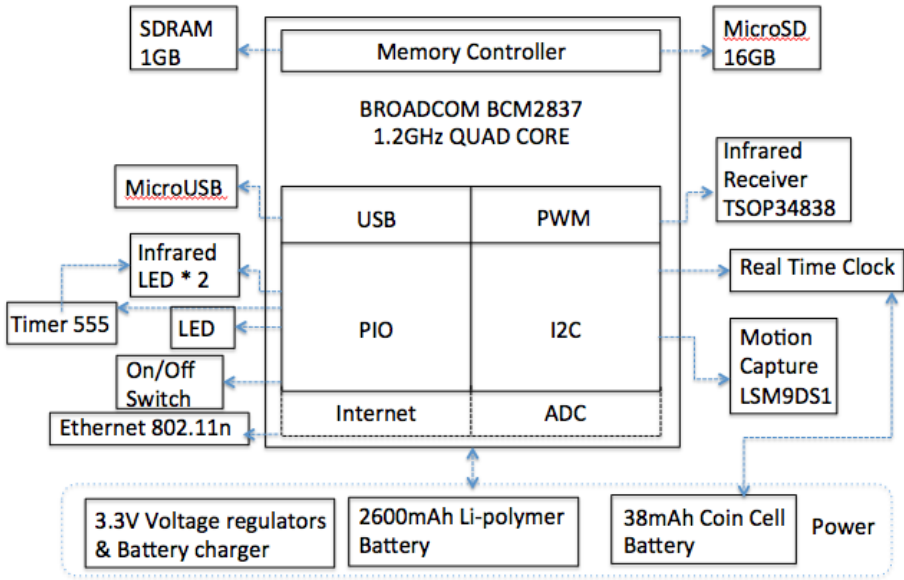 SDRAM
1GB
Memory Controller
MicroSD
16GB
BROADCOM BCM2837
1.2GHz QUAD CORE
MicroUSB
USB
PWM
Infrared
Receiver
TSOP34838
Infrared
LED * 2
Real Time Clock
Timer 555
LED
PIO
I2C
Motion
Capture
LSM9DS1
On/Off
Switch
Internet
ADC
Ethernet 802.11n
3.3V Voltage regulators
& Battery charger
2600mAh Li-polymer
Battery
38mAh Coin Cell
Battery
Power